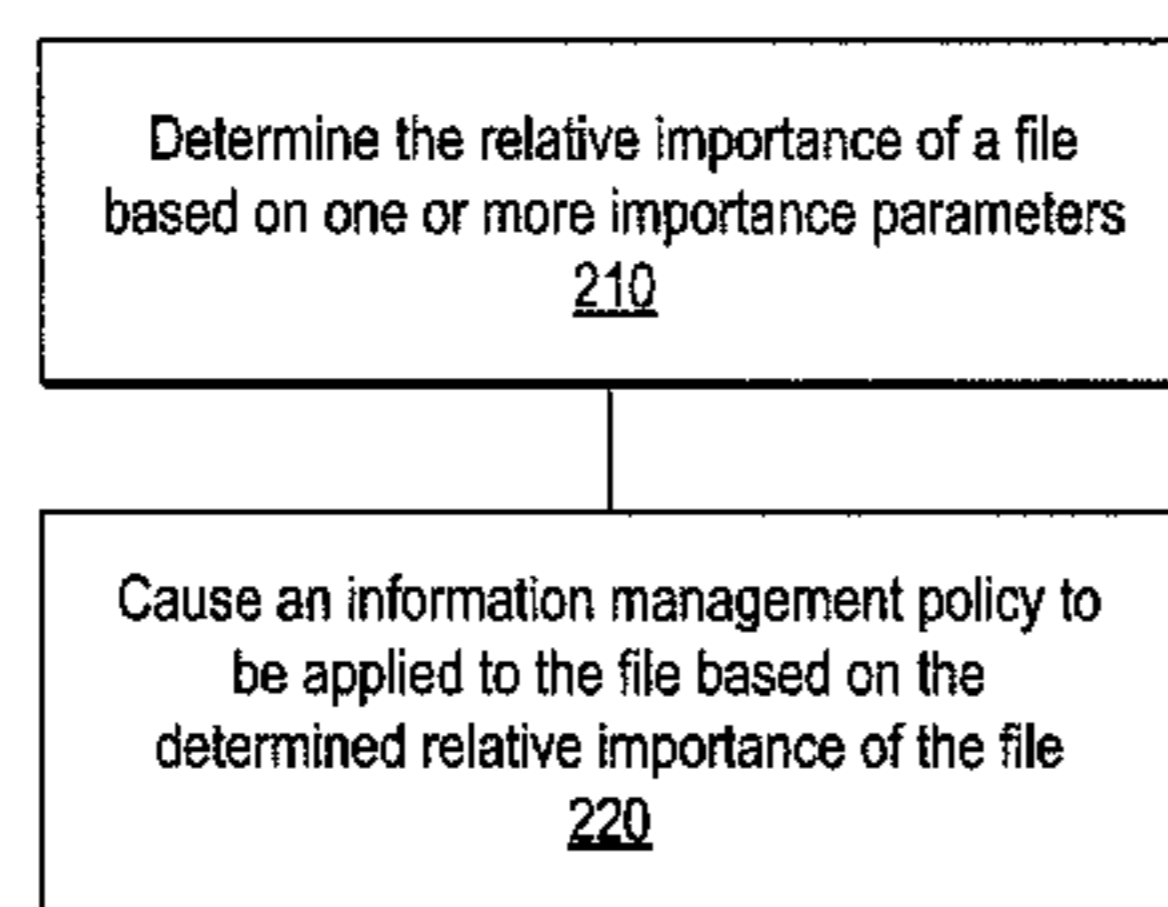 Determine the relative importance of a file
based on one or more importance parameters
210
Cause an information management policy to
be applied to the file based on the
determined relative importance of the file
220